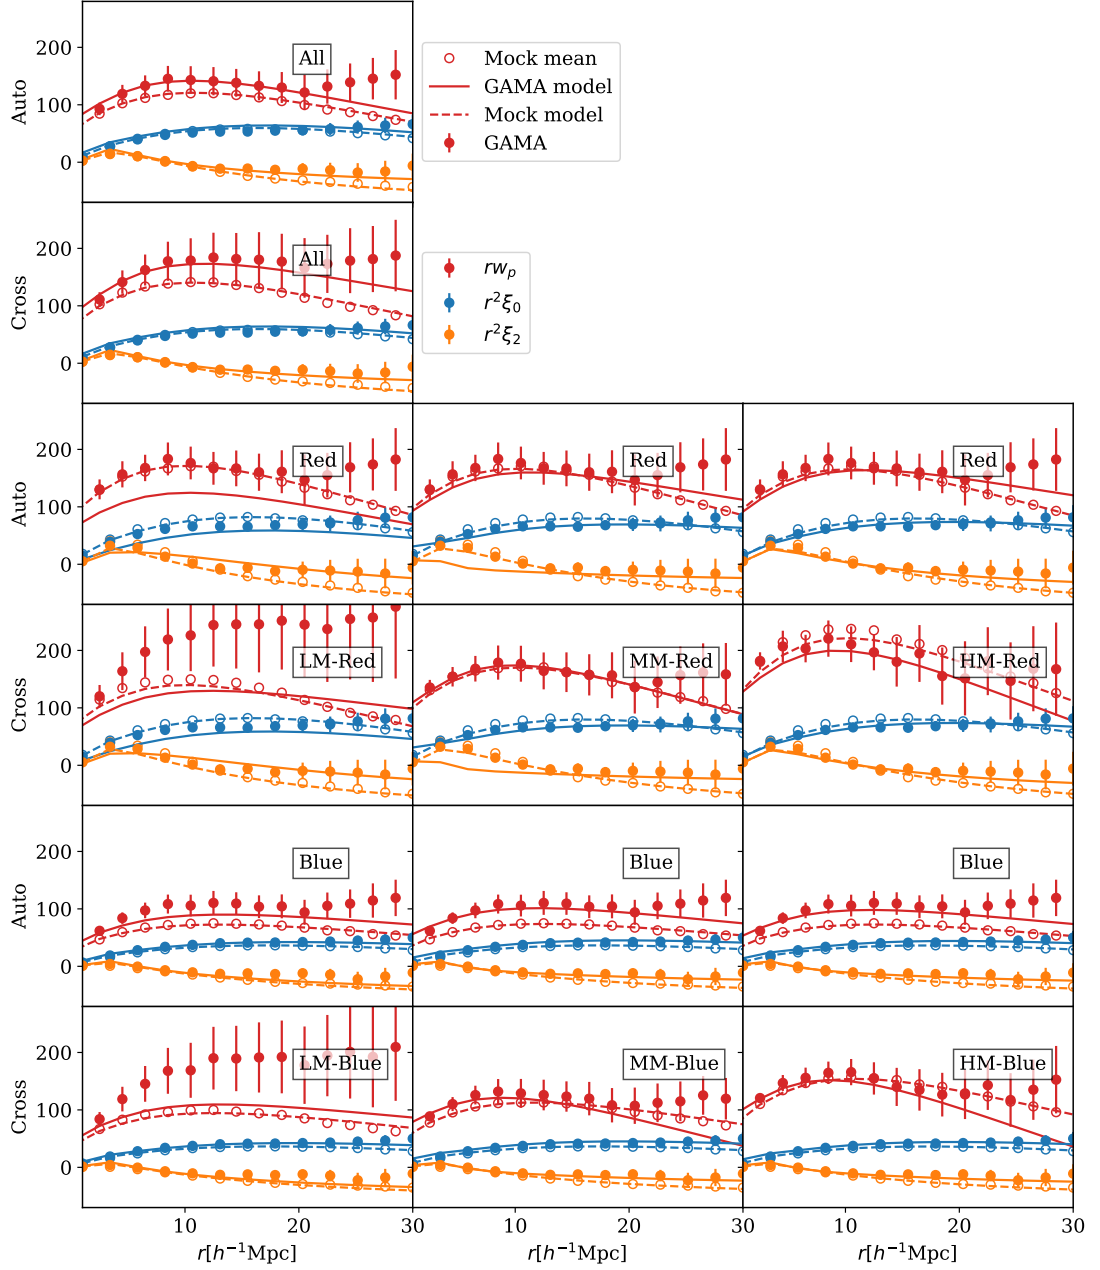 200
100
0
Auto
All
Mock mean
GAMA model
Mock model
GAMA
200
100
0
Cross
All
rw_p
r²ξ₀
r²ξ₂
200
100
0
Auto
Red
Red
Red
200
100
0
Cross
LM-Red
MM-Red
HM-Red
200
100
0
Auto
Blue
Blue
Blue
200
100
0
Cross
LM-Blue
MM-Blue
HM-Blue
10 20 30 10 20 30 10 20 30
r[h⁻¹Mpc] r[h⁻¹Mpc] r[h⁻¹Mpc]